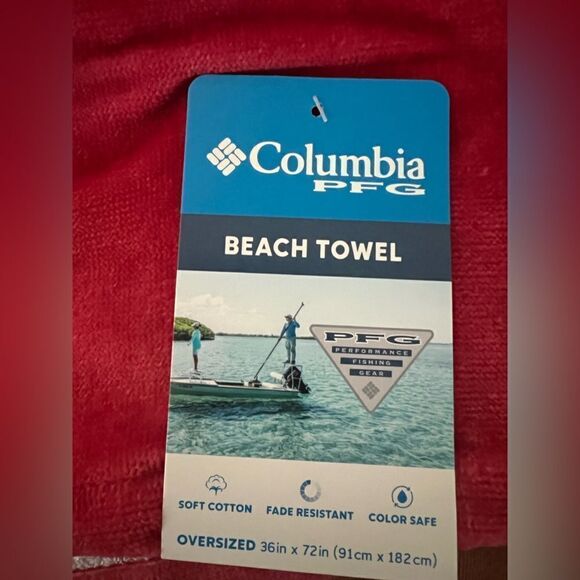 Columbia
PFG
BEACH TOWEL
PFG
PERFORMANCE
FISHING
GEAR
SOFT COTTON
FADE RESISTANT
COLOR SAFE
OVERSIZED 36in x 72in (91cm x 182cm)